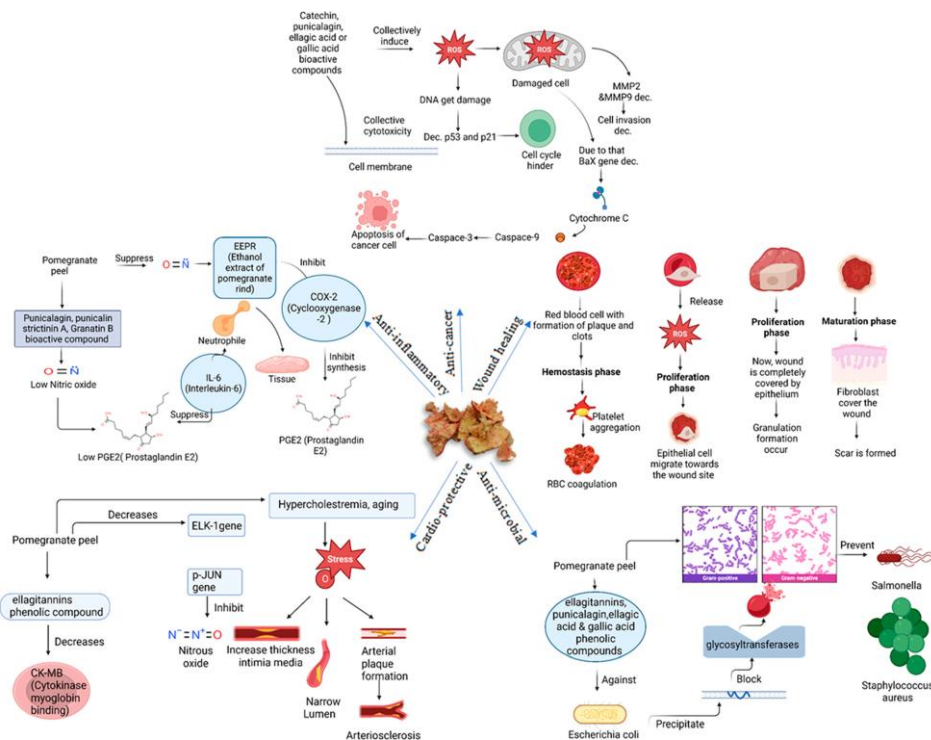 Catechin,
punicalagin,
ellagic acid or
gallic acid
bioactive
compounds
Collectively
induce
ROS
ROS
Damaged cell
DNA get damage
MMP2
&MMP9 dec.
Cell invasion
dec.
Collective
cytotoxicity
Dec. p53 and p21
Cell cycle
hinder
Due to that
BaX gene dec.
Cell membrane
Cytochrome C
Apoptosis of
cancer cell
Caspace-3
Caspace-9
Pomegranate
peel
Suppress
O
N
EEPR
(Ethanol
extract of
pomegranate
rind)
Inhibit
COX-2
(Cyclooxygenase
-2 )
Punicalagin, punicalin
strictinin A, Granatin B
bioactive compound
O
N
Low Nitric oxide
Neutrophile
IL-6
(Interleukin-6)
Tissue
Inhibit
synthesis
Suppress
Low PGE2( Prostaglandin E2)
PGE2 (Prostaglandin
E2)
Anti-inflammatory
Anti-cancer
Wound healing
Cardio-protective
Anti-microbial
Red blood cell with
formation of plaque and
clots
Hemostasis phase
Platelet
aggregation
RBC coagulation
Release
ROS
Proliferation
phase
Epithelial cell
migrate towards
the wound site
Proliferation
phase
Now, wound
is completely
covered by
epithelium
Granulation
formation
occur
Maturation phase
Fibroblast
cover the
wound
Scar is formed
Pomegranate peel
Decreases
ELK-1gene
Hypercholestremia, aging
Stress
O
ellagitannins
phenolic compound
Decreases
CK-MB
(Cytokinase
myoglobin
binding)
p-JUN
gene
Inhibit
N⁻=N⁺=O
Nitrous
oxide
Increase thickness
intimia media
Narrow
Lumen
Arterial
plaque
formation
Arteriosclerosis
Pomegranate peel
ellagitannins,
punicalagin,ellagic
acid & gallic acid
phenolic
compounds
Against
Escherichia coli
Precipitate
Block
glycosyltransferases
Gram-positive
Gram-negative
Prevent
Salmonella
Staphylococcus
aureus